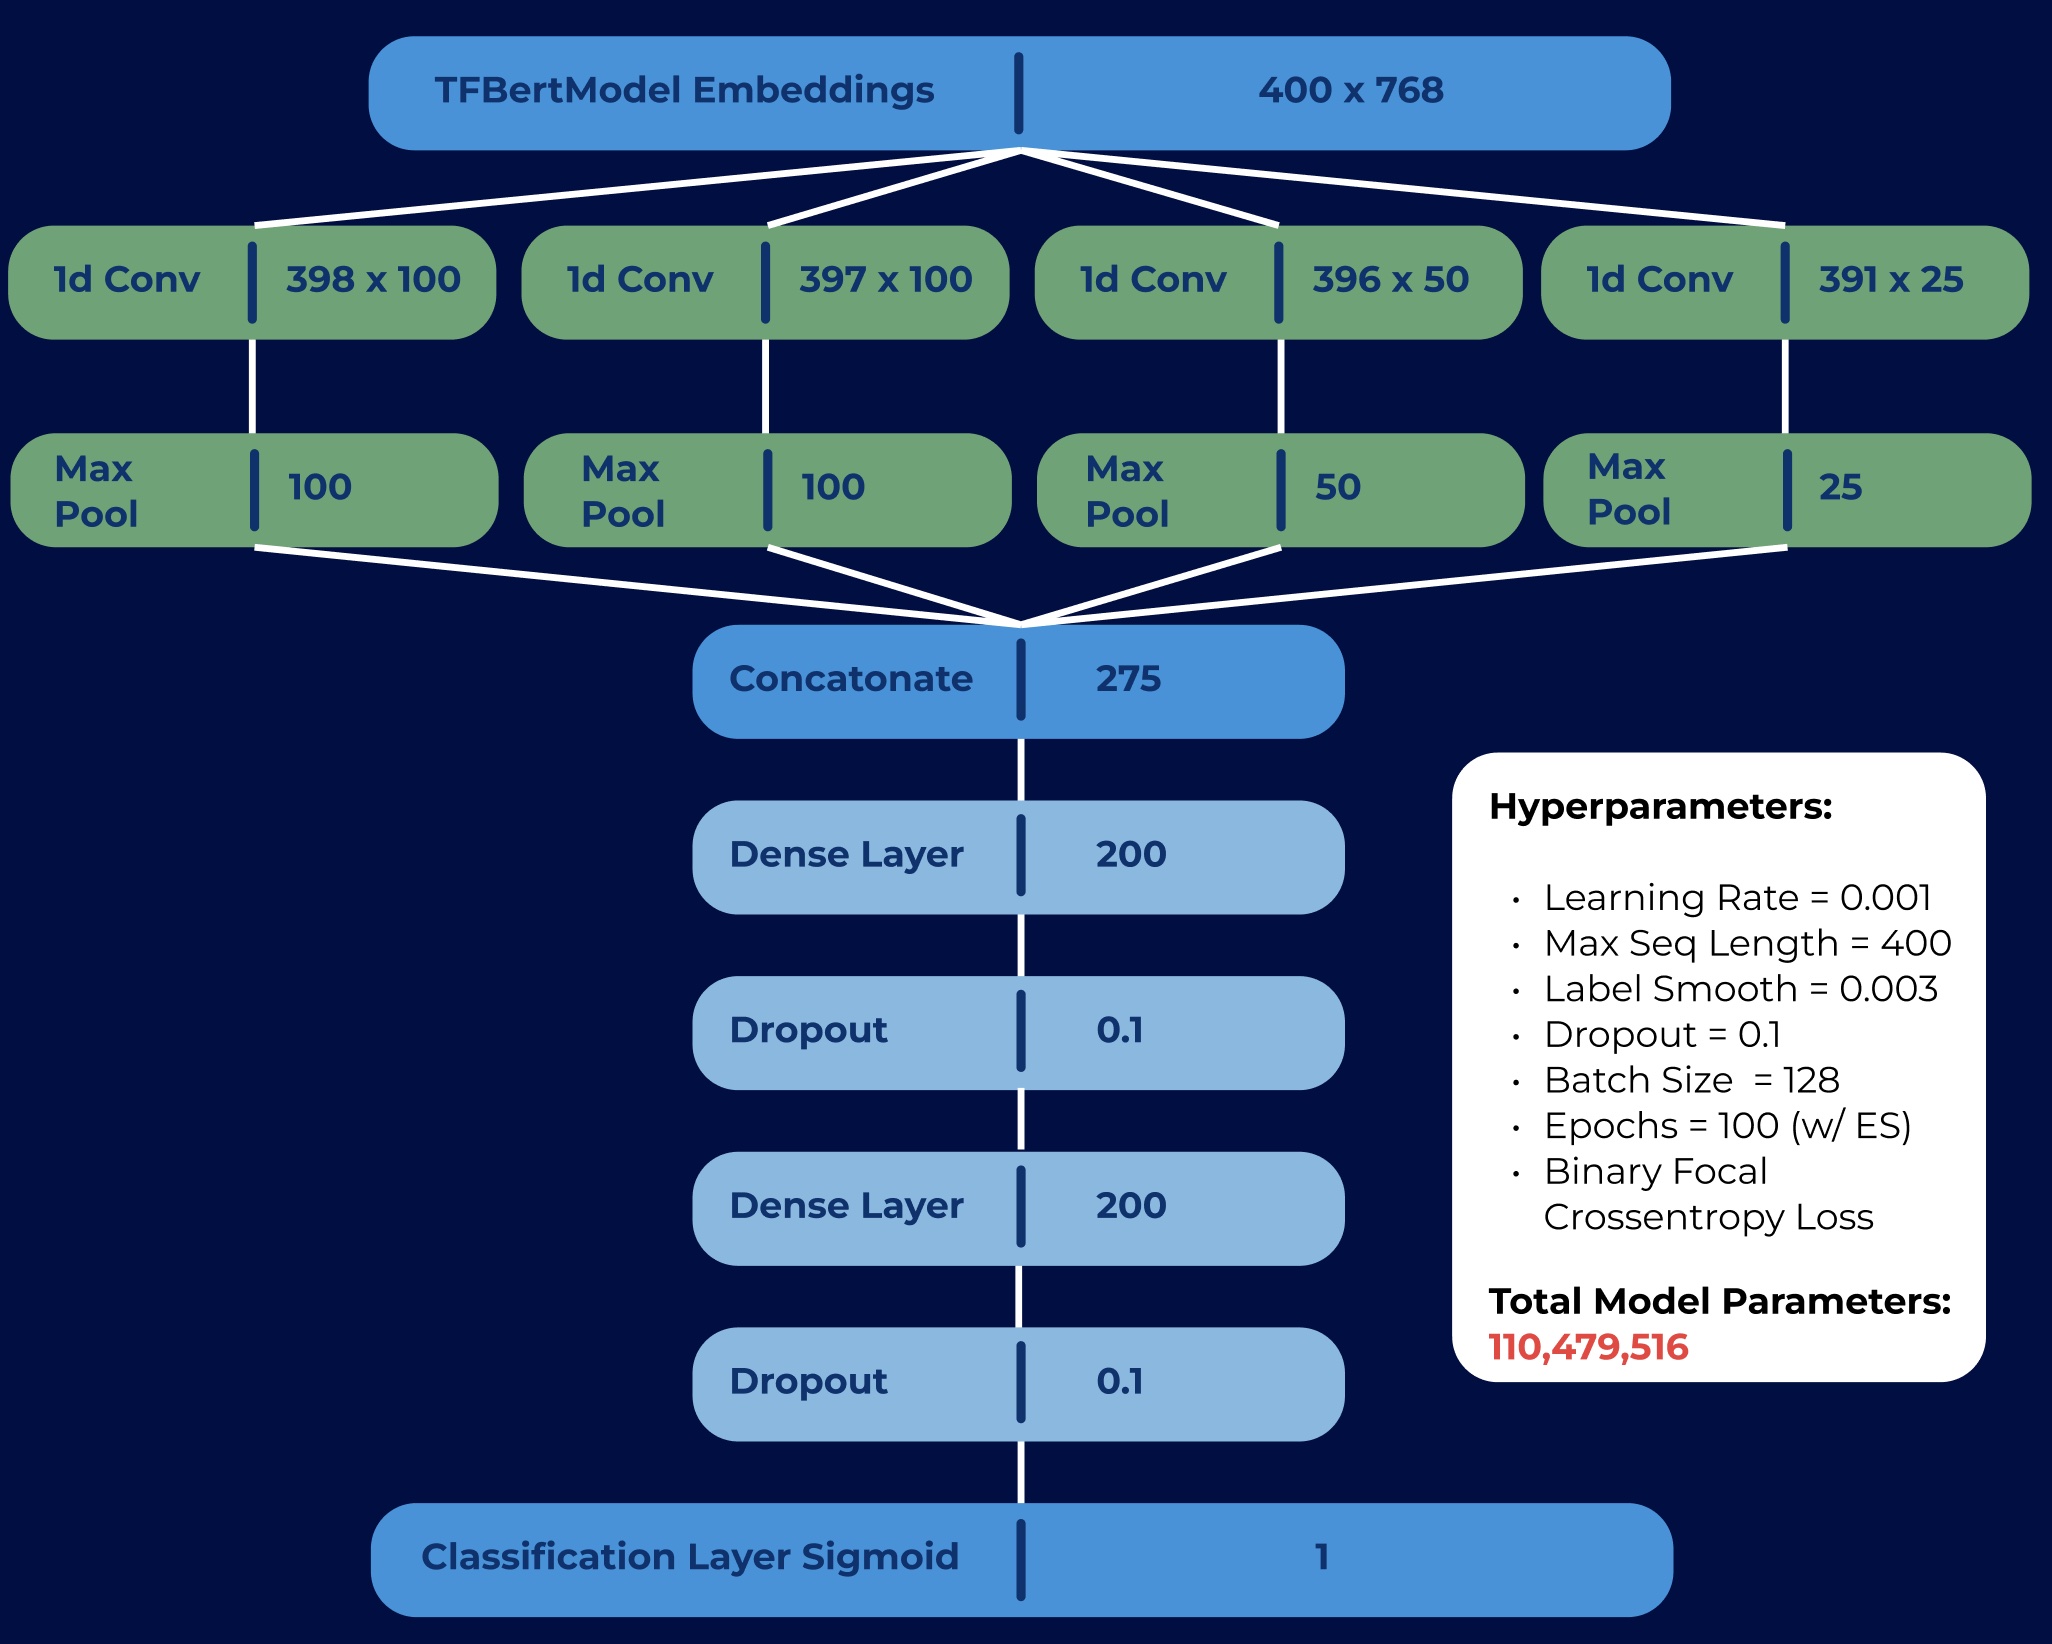 TFBertModel Embeddings 400 x 768
1d Conv 398 x 100
1d Conv 397 x 100
1d Conv 396 x 50
1d Conv 391 x 25
Max
Pool
100
Max
Pool
100
Max
Pool
50
Max
Pool
25
Concatonate 275
Dense Layer 200
Dropout 0.1
Dense Layer 200
Dropout 0.1
Classification Layer Sigmoid 1
Hyperparameters:
• Learning Rate = 0.001
• Max Seq Length = 400
• Label Smooth = 0.003
• Dropout = 0.1
• Batch Size = 128
• Epochs = 100 (w/ ES)
• Binary Focal
Crossentropy Loss
Total Model Parameters:
110,479,516